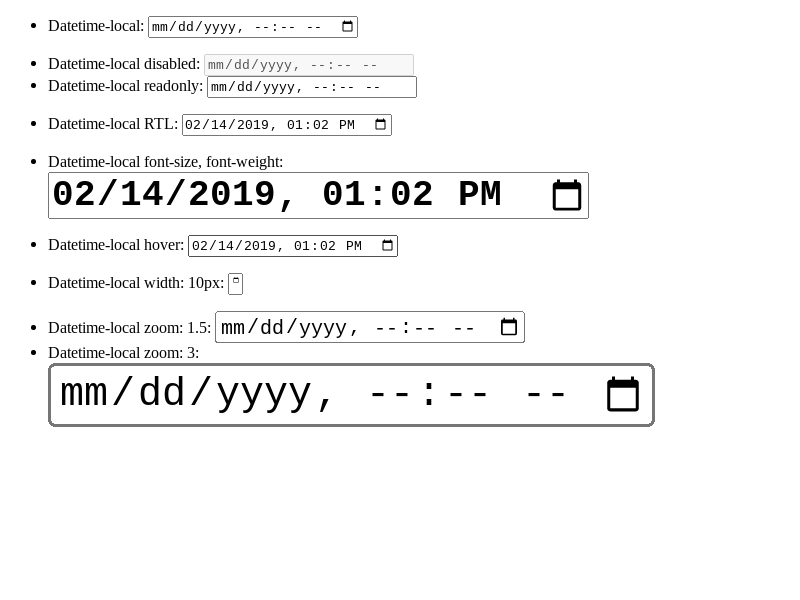 Datetime-local: mm/dd/yyyy, --:-- --
Datetime-local disabled: mm/dd/yyyy, --:-- --
Datetime-local readonly: mm/dd/yyyy, --:-- --
Datetime-local RTL: 02/14/2019, 01:02 PM
Datetime-local font-size, font-weight:
02/14/2019, 01:02 PM
Datetime-local hover: 02/14/2019, 01:02 PM
Datetime-local width: 10px:
Datetime-local zoom: 1.5: mm/dd/yyyy, --:-- --
Datetime-local zoom: 3:
mm/dd/yyyy, --:-- --